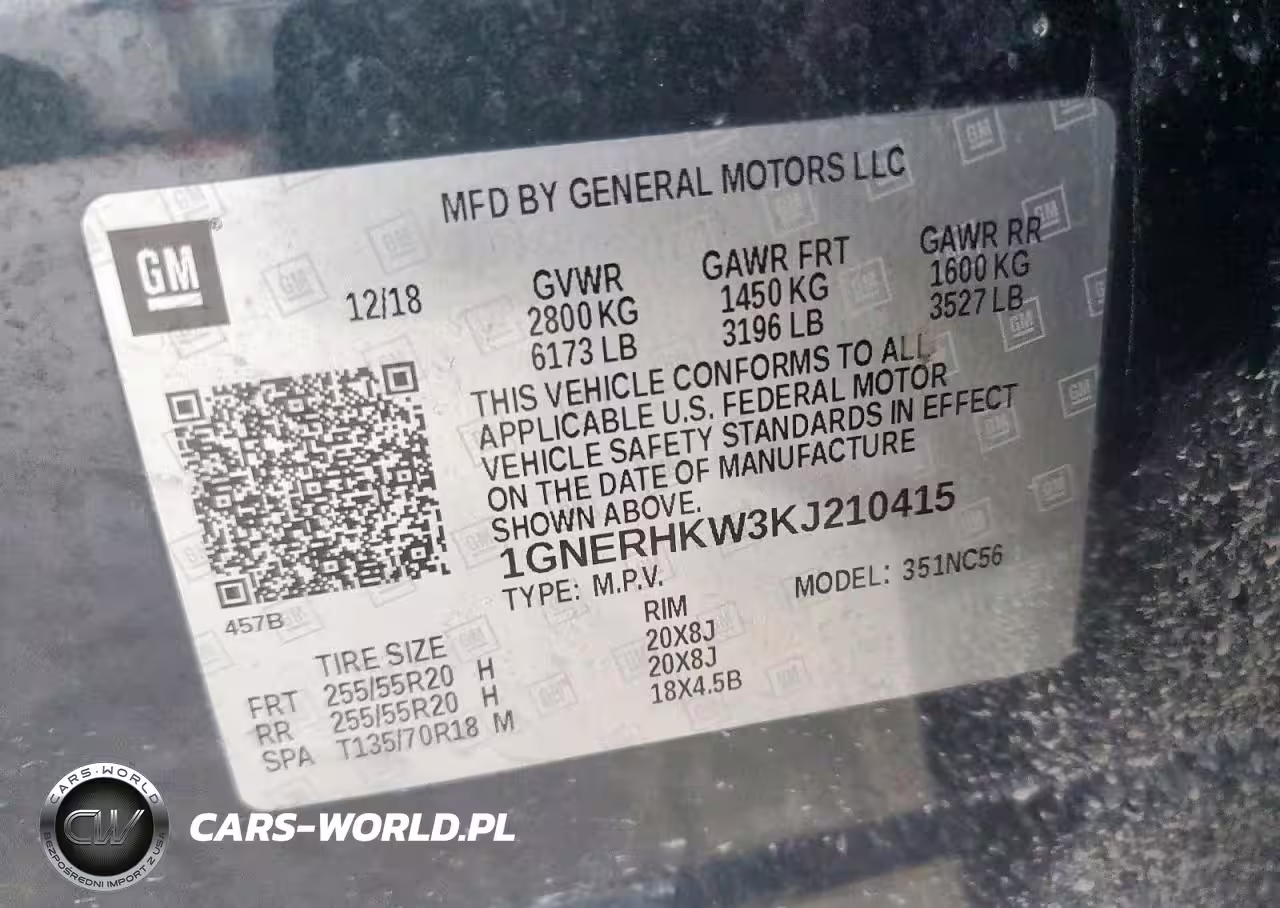 MFD BY GENERAL MOTORS LLC
GM
12/18
GVWR
2800 KG
6173 LB
GAWR FRT
1450 KG
3196 LB
GAWR RR
1600 KG
3527 LB
THIS VEHICLE CONFORMS TO ALL
APPLICABLE U.S. FEDERAL MOTOR
VEHICLE SAFETY STANDARDS IN EFFECT
ON THE DATE OF MANUFACTURE
SHOWN ABOVE.
1GNERHKW3KJ210415
TYPE: M.P.V. MODEL: 351NC56
457B
TIRE SIZE RIM
FRT 255/55R20 H 20X8J
RR 255/55R20 H 20X8J
SPA T135/70R18 M 18X4.5B
CARS-WORLD
CW
BEZPOŚREDNI IMPORT Z USA
CARS-WORLD.PL